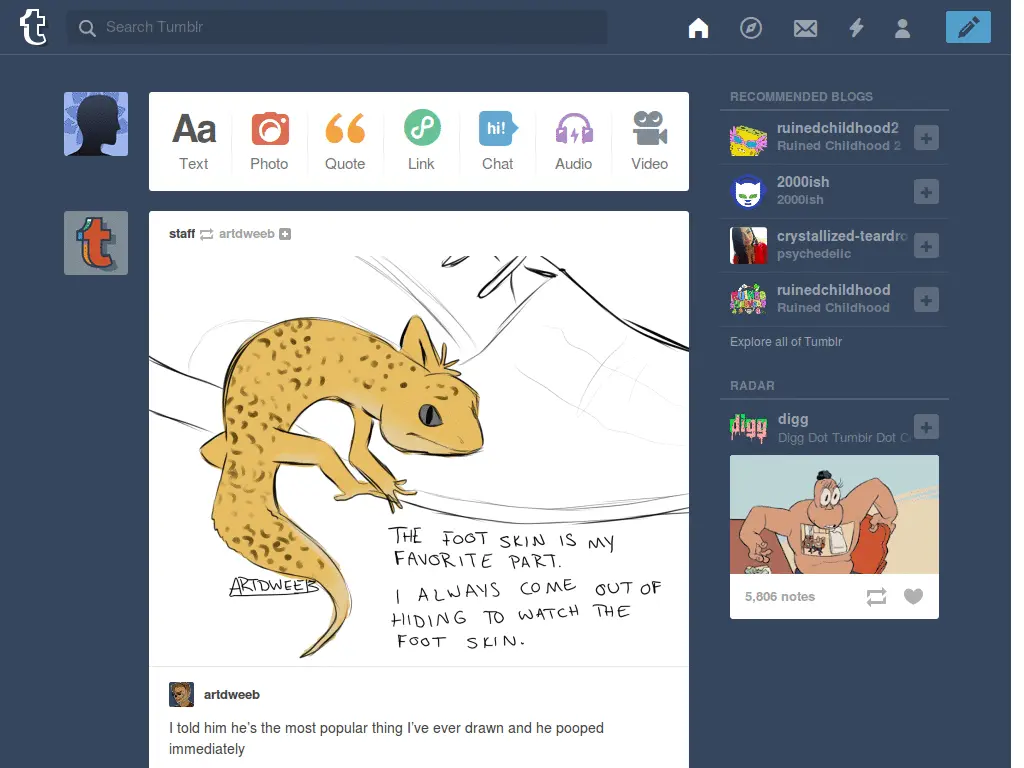 Search Tumblr
Aa
hi!
Text
Photo
Quote
Link
Chat
Audio
Video
staff artdweeb
THE FOOT SKIN IS MY
FAVORITE PART.
I ALWAYS COME OUT OF
HIDING TO WATCH THE
FOOT SKIN.
ARTDWEEB
artdweeb
I told him he’s the most popular thing I’ve ever drawn and he pooped
immediately
RECOMMENDED BLOGS
ruinedchildhood2
Ruined Childhood 2
2000ish
2000ish
crystallized-teardro
psychedelic
ruinedchildhood
Ruined Childhood
Explore all of Tumblr
RADAR
digg
digg
Digg Dot Tumblr Dot C
5,806 notes